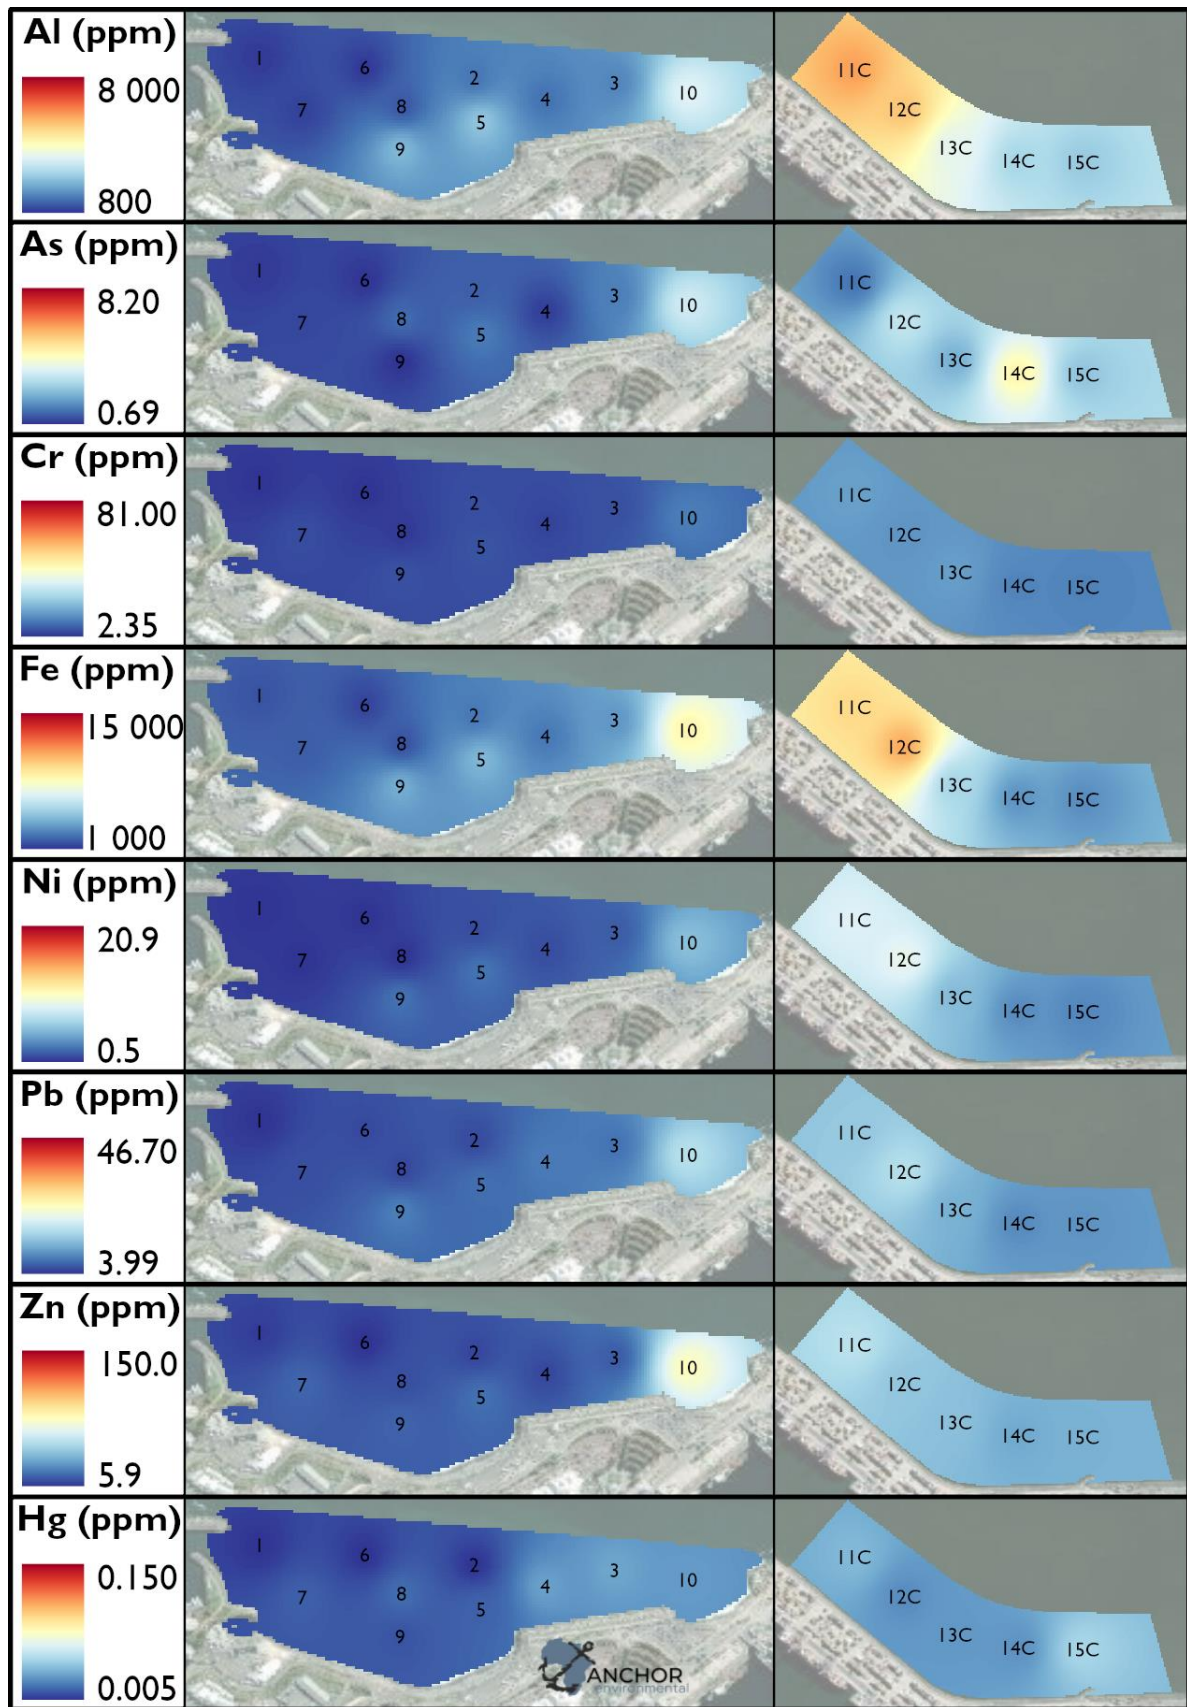 Al (ppm)
8 000
800
1
6
2
3
10
7
8
4
5
9
11C
12C
13C
14C
15C
As (ppm)
8.20
0.69
1
6
2
3
10
7
8
4
5
9
11C
12C
13C
14C
15C
Cr (ppm)
81.00
2.35
1
6
2
3
10
7
8
4
5
9
11C
12C
13C
14C
15C
Fe (ppm)
15 000
1 000
1
6
2
3
10
7
8
4
5
9
11C
12C
13C
14C
15C
Ni (ppm)
20.9
0.5
1
6
2
3
10
7
8
4
5
9
11C
12C
13C
14C
15C
Pb (ppm)
46.70
3.99
1
6
2
3
10
7
8
4
5
9
11C
12C
13C
14C
15C
Zn (ppm)
150.0
5.9
1
6
2
3
10
7
8
4
5
9
11C
12C
13C
14C
15C
Hg (ppm)
0.150
0.005
1
6
2
3
10
7
8
4
5
9
11C
12C
13C
14C
15C
ANCHOR
environmental